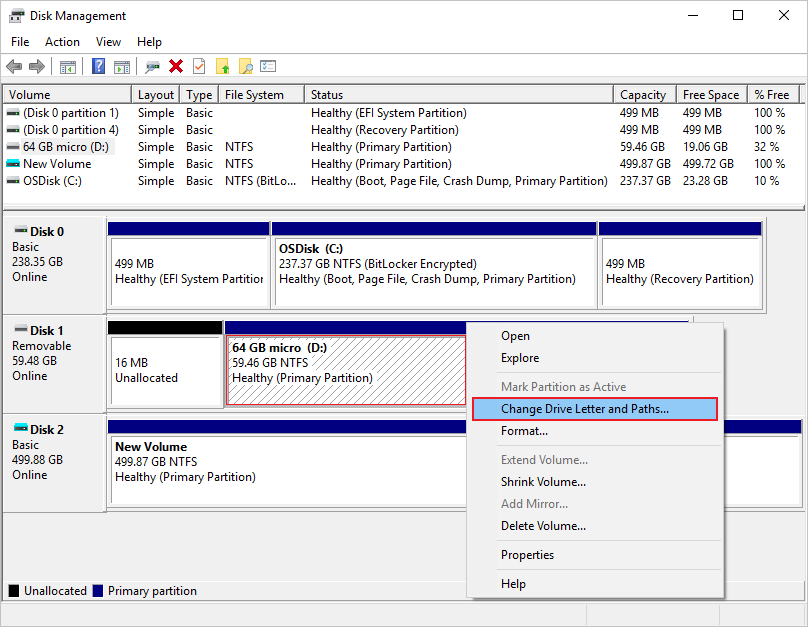 Disk Management
File Action View Help
Volume Layout Type File System Status Capacity Free Space % Free
(Disk 0 partition 1) Simple Basic Healthy (EFI System Partition) 499 MB 499 MB 100 %
(Disk 0 partition 4) Simple Basic Healthy (Recovery Partition) 499 MB 499 MB 100 %
64 GB micro (D:) Simple Basic NTFS Healthy (Primary Partition) 59.46 GB 19.06 GB 32 %
New Volume Simple Basic NTFS Healthy (Primary Partition) 499.87 GB 499.72 GB 100 %
OSDisk (C:) Simple Basic NTFS (BitLo... Healthy (Boot, Page File, Crash Dump, Primary Partition) 237.37 GB 23.28 GB 10 %
Disk 0
Basic
238.35 GB
Online
499 MB
Healthy (EFI System Partition
OSDisk (C:)
237.37 GB NTFS (BitLocker Encrypted)
Healthy (Boot, Page File, Crash Dump, Primary Partition)
499 MB
Healthy (Recovery Partition)
Disk 1
Removable
59.48 GB
Online
16 MB
Unallocated
64 GB micro (D:)
59.46 GB NTFS
Healthy (Primary Partition)
Disk 2
Basic
499.88 GB
Online
New Volume
499.87 GB NTFS
Healthy (Primary Partition)
Open
Explore
Mark Partition as Active
Change Drive Letter and Paths...
Format...
Extend Volume...
Shrink Volume...
Add Mirror...
Delete Volume...
Properties
Help
Unallocated Primary partition